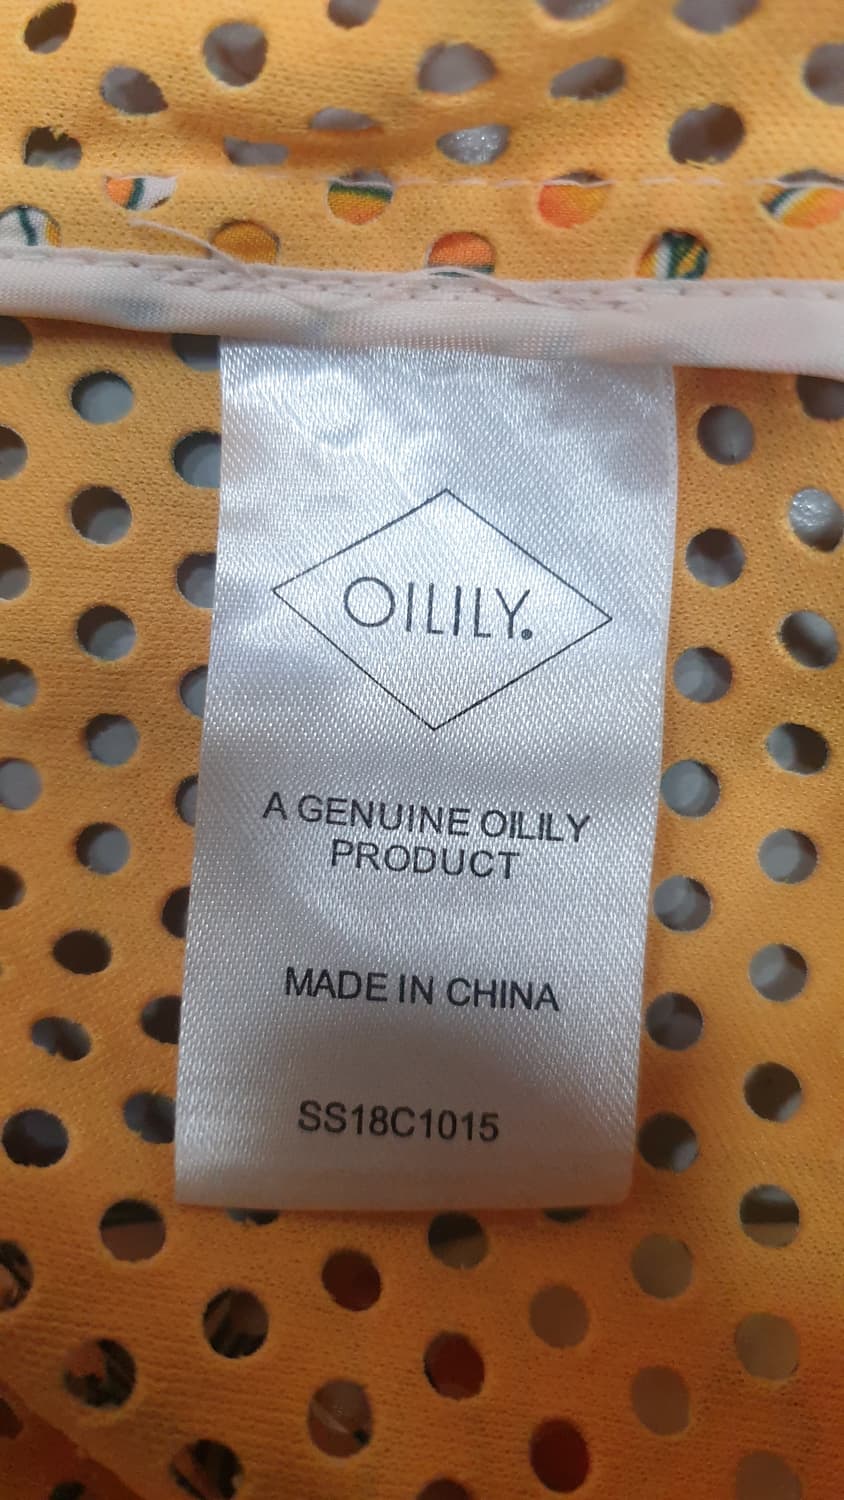 OILILY.
A GENUINE OILILY
PRODUCT
MADE IN CHINA
SS18C1015